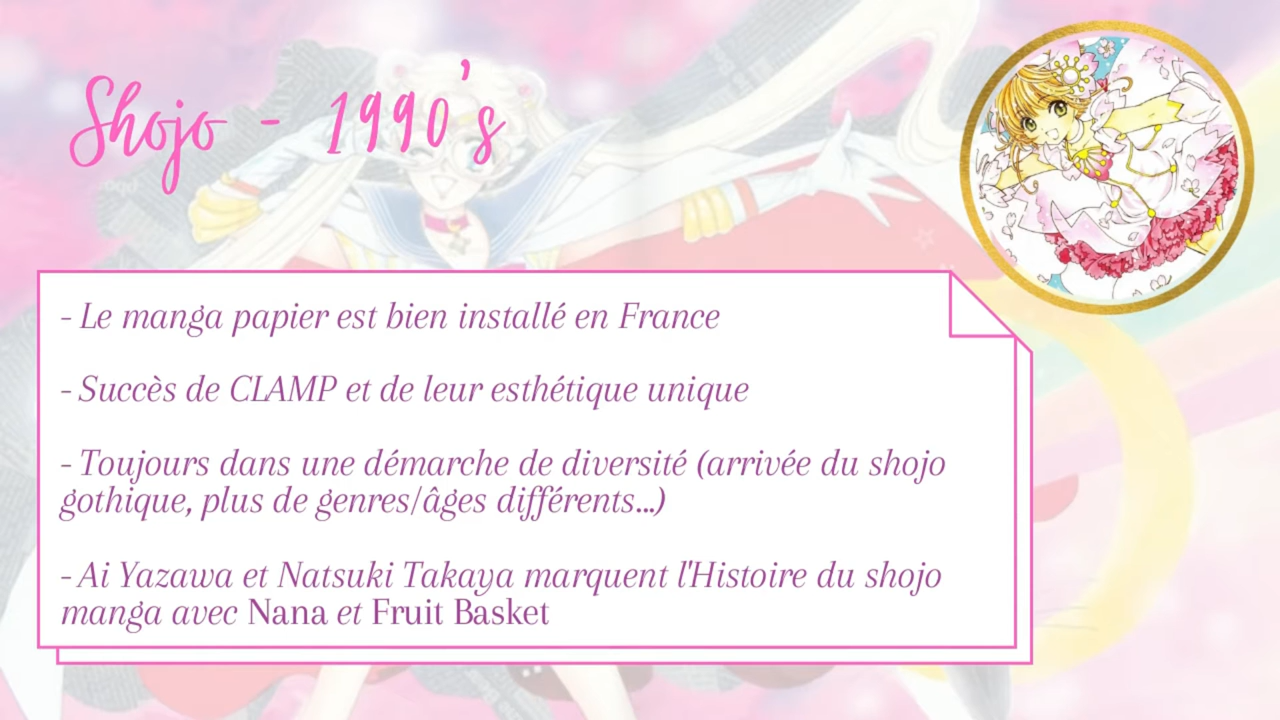 Shojo - 1990's
- Le manga papier est bien installé en France
- Succès de CLAMP et de leur esthétique unique
- Toujours dans une démarche de diversité (arrivée du shojo
gothique, plus de genres/âges différents...)
- Ai Yazawa et Natsuki Takaya marquent l'Histoire du shojo
manga avec Nana et Fruit Basket